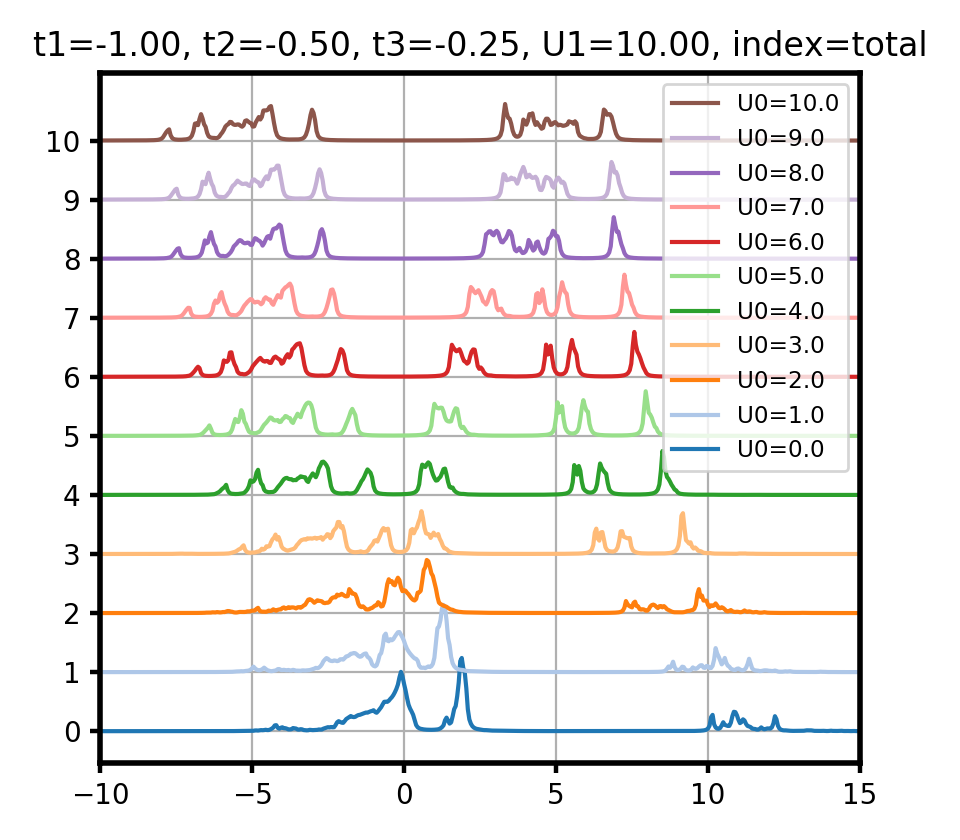 t1=-1.00, t2=-0.50, t3=-0.25, U1=10.00, index=total
10
9
8
7
6
5
4
3
2
1
0
U0=10.0
U0=9.0
U0=8.0
U0=7.0
U0=6.0
U0=5.0
U0=4.0
U0=3.0
U0=2.0
U0=1.0
U0=0.0
−10
−5
0
5
10
15